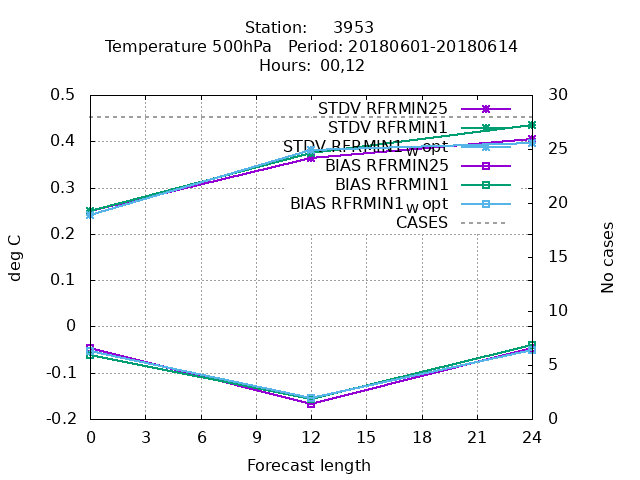 Station: 3953
Temperature 500hPa Period: 20180601-20180614
Hours: 00,12
0.5
0.4
0.3
0.2
0.1
0
-0.1
-0.2
deg C
STDV RFRMIN25
STDV RFRMIN1
STDV RFRMIN1w opt
BIAS RFRMIN25
BIAS RFRMIN1
BIAS RFRMIN1w opt
CASES
30
25
20
15
10
5
0
No cases
0 3 6 9 12 15 18 21 24
Forecast length